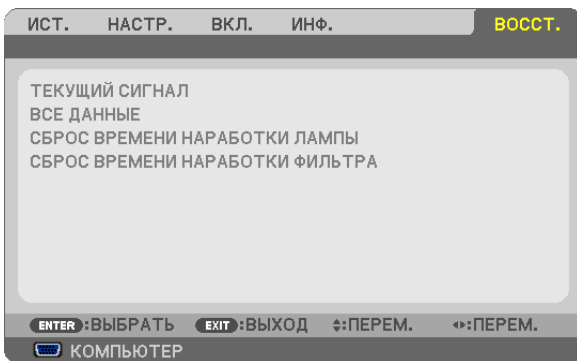 ИСТ. НАСТР. ВКЛ. ИНФ. ВОССТ.
ТЕКУЩИЙ СИГНАЛ
ВСЕ ДАННЫЕ
СБРОС ВРЕМЕНИ НАРАБОТКИ ЛАМПЫ
СБРОС ВРЕМЕНИ НАРАБОТКИ ФИЛЬТРА
ENTER :ВЫБРАТЬ EXIT :ВЫХОД :ПЕРЕМ. :ПЕРЕМ.
КОМПЬЮТЕР